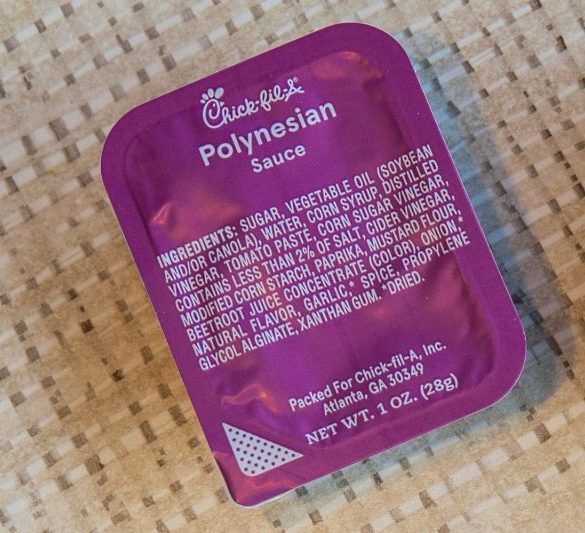 Chick-fil-A®
Polynesian
Sauce
INGREDIENTS: SUGAR, VEGETABLE OIL (SOYBEAN
AND/OR CANOLA), WATER, CORN SYRUP, DISTILLED
VINEGAR, TOMATO PASTE, CORN SUGAR VINEGAR,
CONTAINS LESS THAN 2% OF SALT, CIDER VINEGAR,
MODIFIED CORN STARCH, PAPRIKA, MUSTARD FLOUR,
BEETROOT JUICE CONCENTRATE (COLOR), ONION,*
NATURAL FLAVOR, GARLIC,* SPICE, PROPYLENE
GLYCOL ALGINATE, XANTHAN GUM. *DRIED.
Packed For Chick-fil-A, Inc.
Atlanta, GA 30349
NET WT. 1 OZ. (28g)